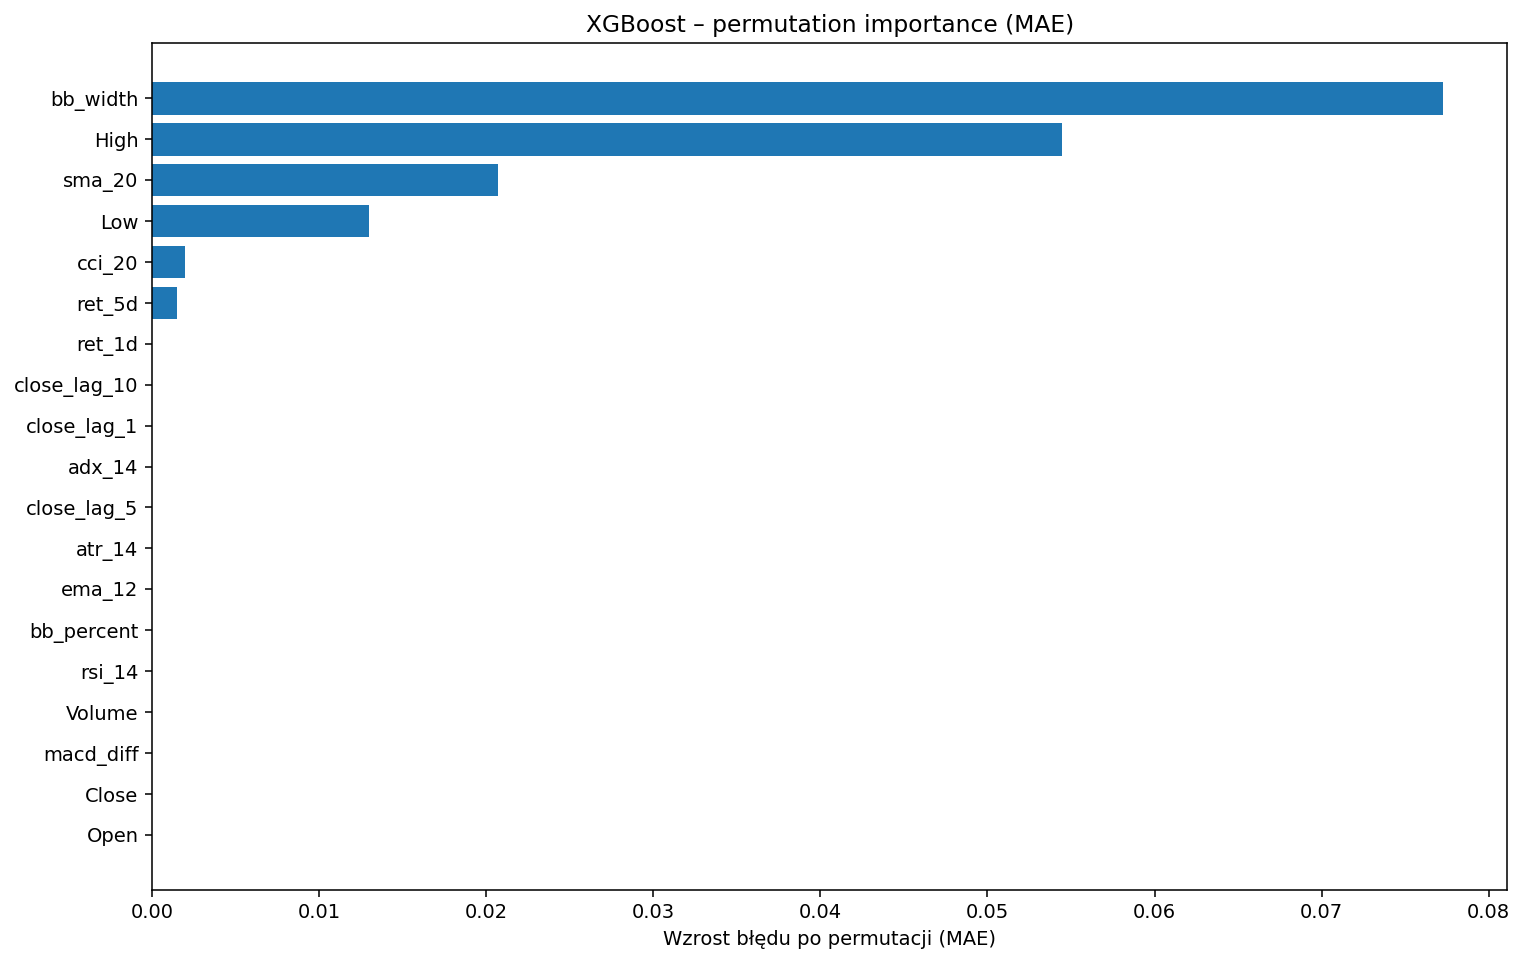 XGBoost – permutation importance (MAE)
bb_width
High
sma_20
Low
cci_20
ret_5d
ret_1d
close_lag_10
close_lag_1
adx_14
close_lag_5
atr_14
ema_12
bb_percent
rsi_14
Volume
macd_diff
Close
Open
0.00 0.01 0.02 0.03 0.04 0.05 0.06 0.07 0.08
Wzrost błędu po permutacji (MAE)